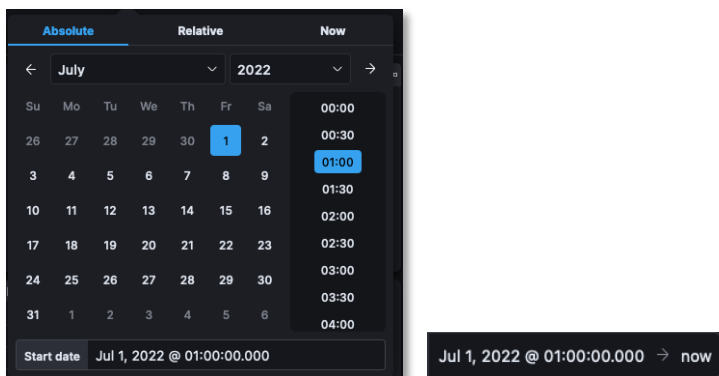 Absolute Relative Now
← July 2022 →
Su Mo Tu We Th Fr Sa
26 27 28 29 30 1 2
3 4 5 6 7 8 9
10 11 12 13 14 15 16
17 18 19 20 21 22 23
24 25 26 27 28 29 30
31 1 2 3 4 5 6
00:00
00:30
01:00
01:30
02:00
02:30
03:00
03:30
04:00
Start date Jul 1, 2022 @ 01:00:00.000
Jul 1, 2022 @ 01:00:00.000 → now